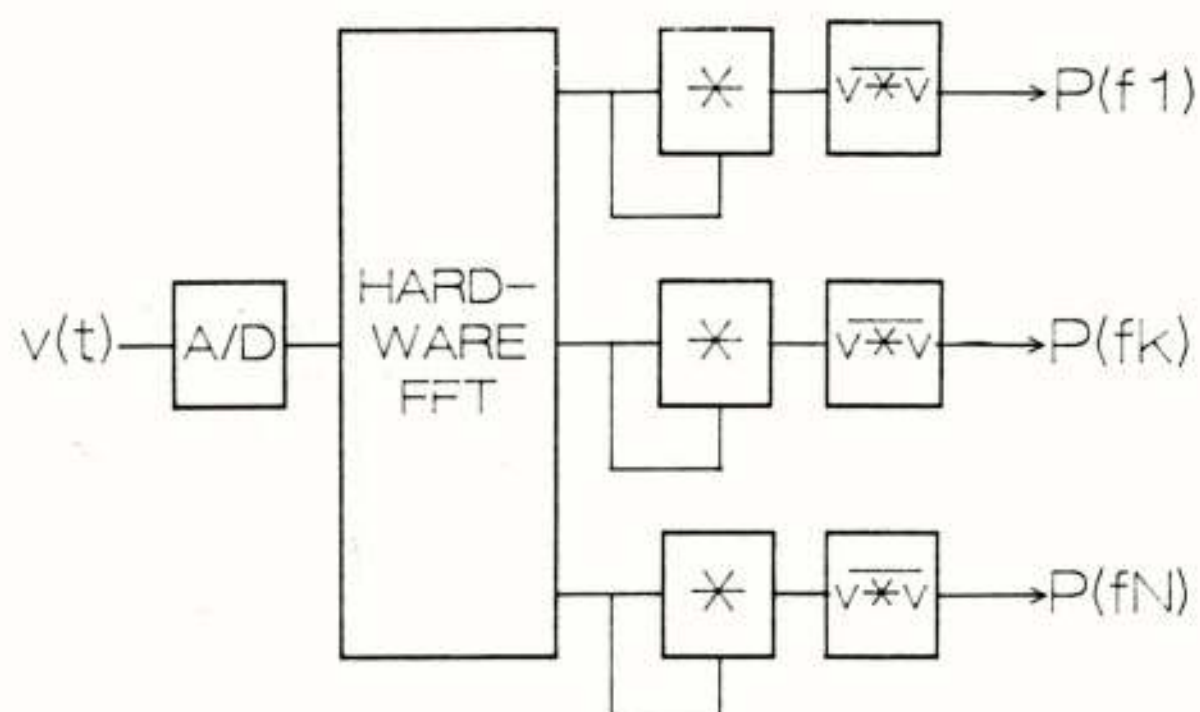 * v*v P(f1)
v(t) A/D
HARD-
WARE
FFT
* v*v P(fk)
* v*v P(fN)